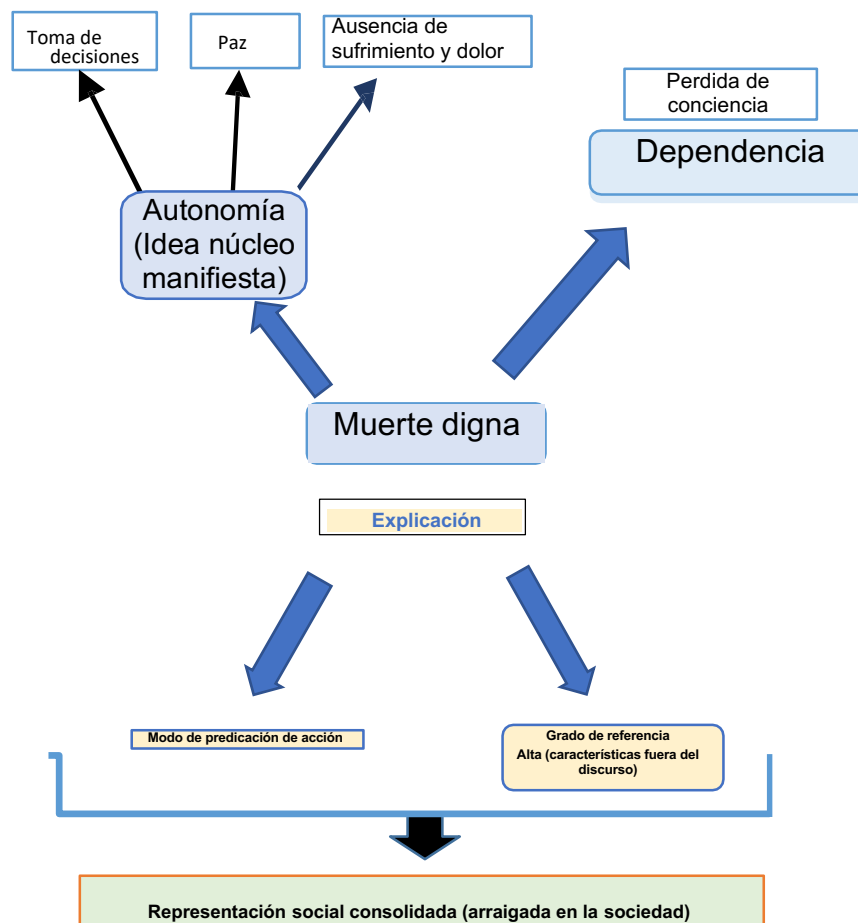 Toma de
decisiones
Paz
Ausencia de
sufrimiento y dolor
Perdida de
conciencia
Dependencia
Autonomía
(Idea núcleo
manifiesta)
Muerte digna
Explicación
Modo de predicación de acción
Grado de referencia
Alta (características fuera del
discurso)
Representación social consolidada (arraigada en la sociedad)